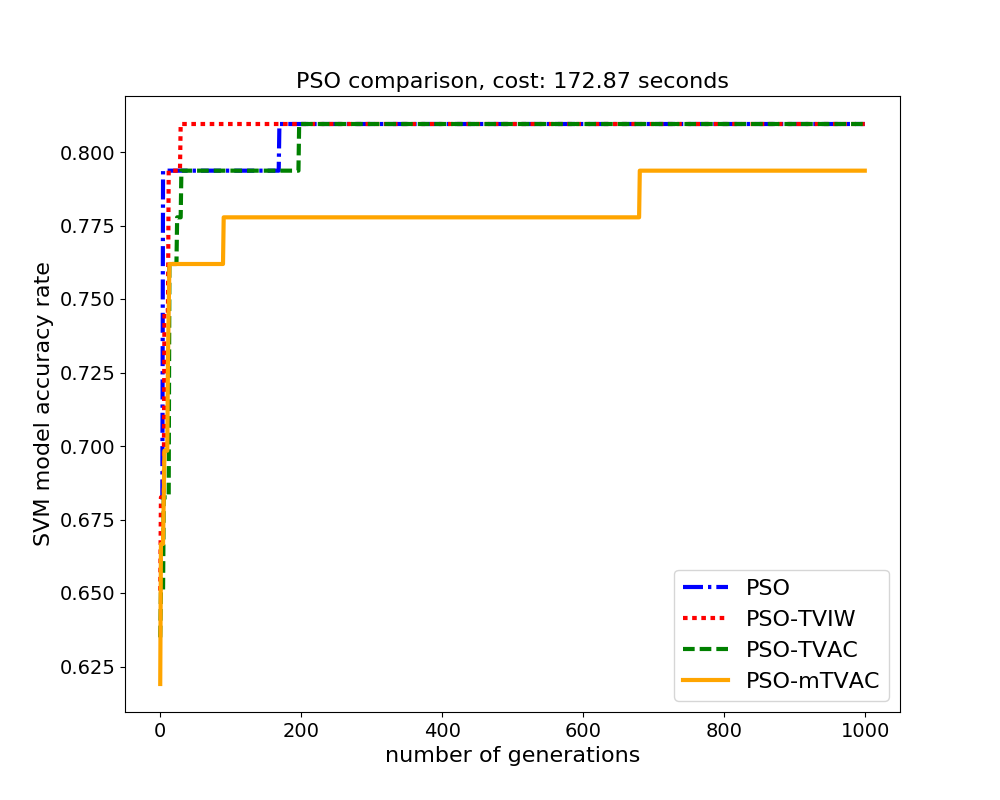 PSO comparison, cost: 172.87 seconds
SVM model accuracy rate
0.800
0.775
0.750
0.725
0.700
0.675
0.650
0.625
PSO
PSO-TVIW
PSO-TVAC
PSO-mTVAC
0 200 400 600 800 1000
number of generations